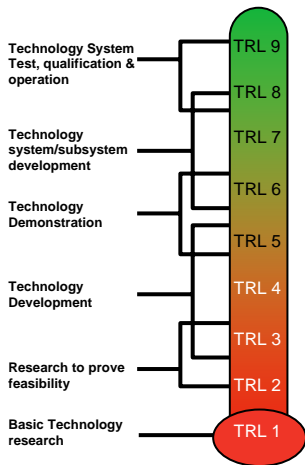 Technology System
Test, qualification &
operation
Technology
system/subsystem
development
Technology
Demonstration
Technology
Development
Research to prove
feasibility
Basic Technology
research
TRL 9
TRL 8
TRL 7
TRL 6
TRL 5
TRL 4
TRL 3
TRL 2
TRL 1